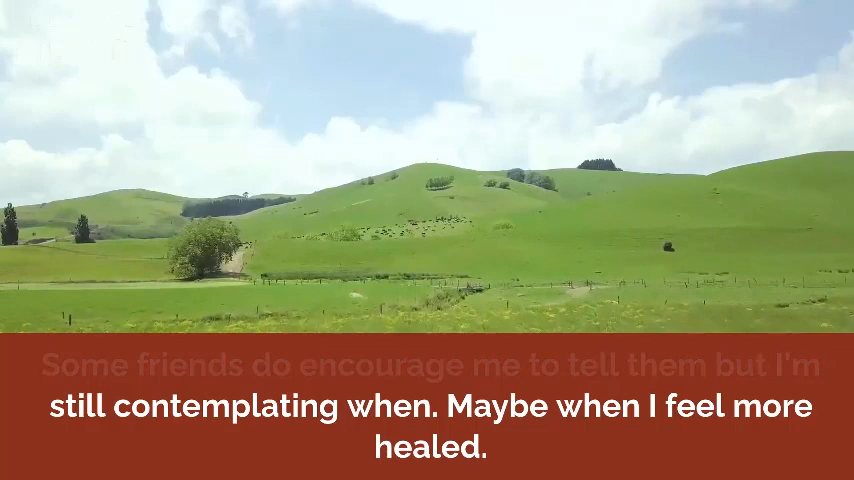 Some friends do encourage me to tell them but I'm
still contemplating when. Maybe when I feel more
healed.